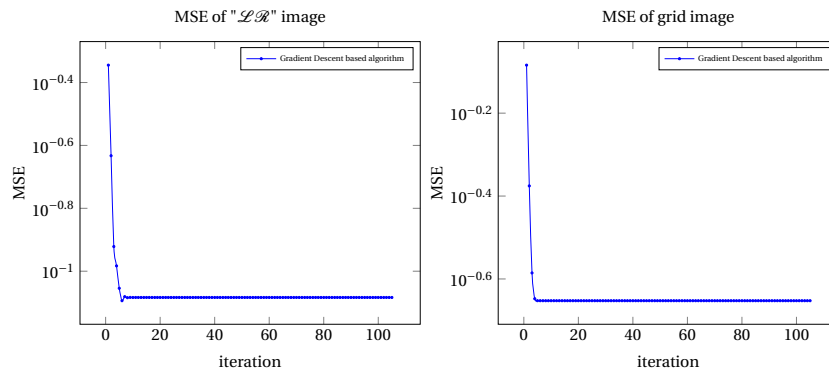 MSE of "ℒℛ" image
10^−0.4
10^−0.6
10^−0.8
10^−1
MSE
0 20 40 60 80 100
iteration
Gradient Descent based algorithm
MSE of grid image
10^−0.2
10^−0.4
10^−0.6
MSE
0 20 40 60 80 100
iteration
Gradient Descent based algorithm